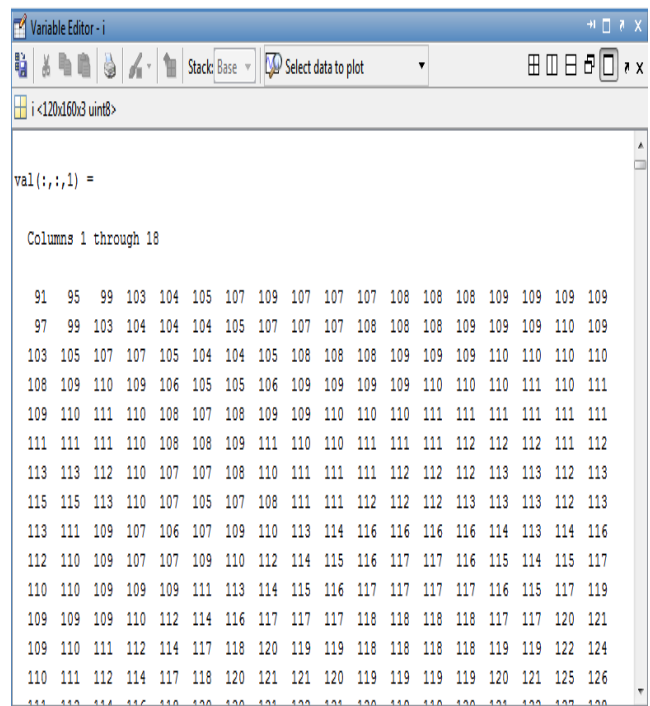 Variable Editor - i
Stack: Base Select data to plot
i <120x160x3 uint8>
val(:,:,1) =
Columns 1 through 18
91 95 99 103 104 105 107 109 107 107 107 108 108 108 109 109 109 109
97 99 103 104 104 104 105 107 107 107 108 108 108 109 109 109 110 109
103 105 107 107 105 104 104 105 108 108 108 109 109 109 110 110 110 110
108 109 110 109 106 105 105 106 109 109 109 109 110 110 110 111 110 111
109 110 111 110 108 107 108 109 109 110 110 110 111 111 111 111 111 111
111 111 111 110 108 108 109 111 110 110 111 111 111 112 112 112 111 112
113 113 112 110 107 107 108 110 111 111 111 112 112 112 113 113 112 113
115 115 113 110 107 105 107 108 111 111 112 112 112 113 113 113 112 113
113 111 109 107 106 107 109 110 113 114 116 116 116 116 114 113 114 116
112 110 109 107 107 109 110 112 114 115 116 117 117 116 115 114 115 117
110 110 109 109 109 111 113 114 115 116 117 117 117 117 116 115 117 119
109 109 109 110 112 114 116 117 117 117 118 118 118 118 117 117 120 121
109 110 111 112 114 117 118 120 119 119 118 118 118 118 119 119 122 124
110 111 112 114 117 118 120 121 121 120 119 119 119 119 120 121 125 126